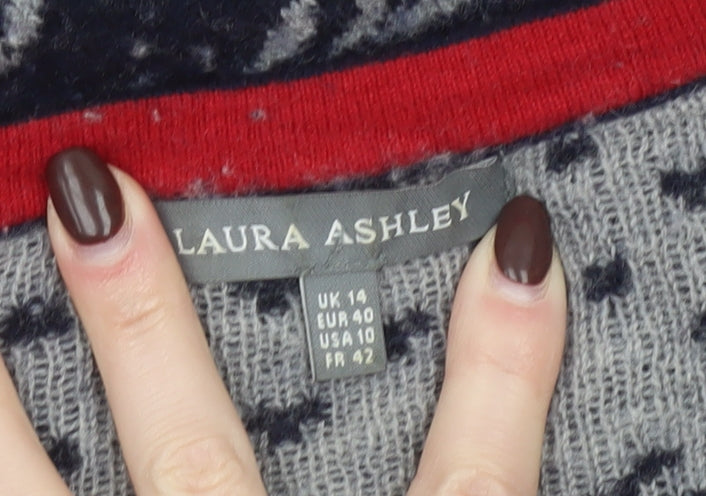 LAURA ASHLEY
UK 14
EUR 40
USA 10
FR 42